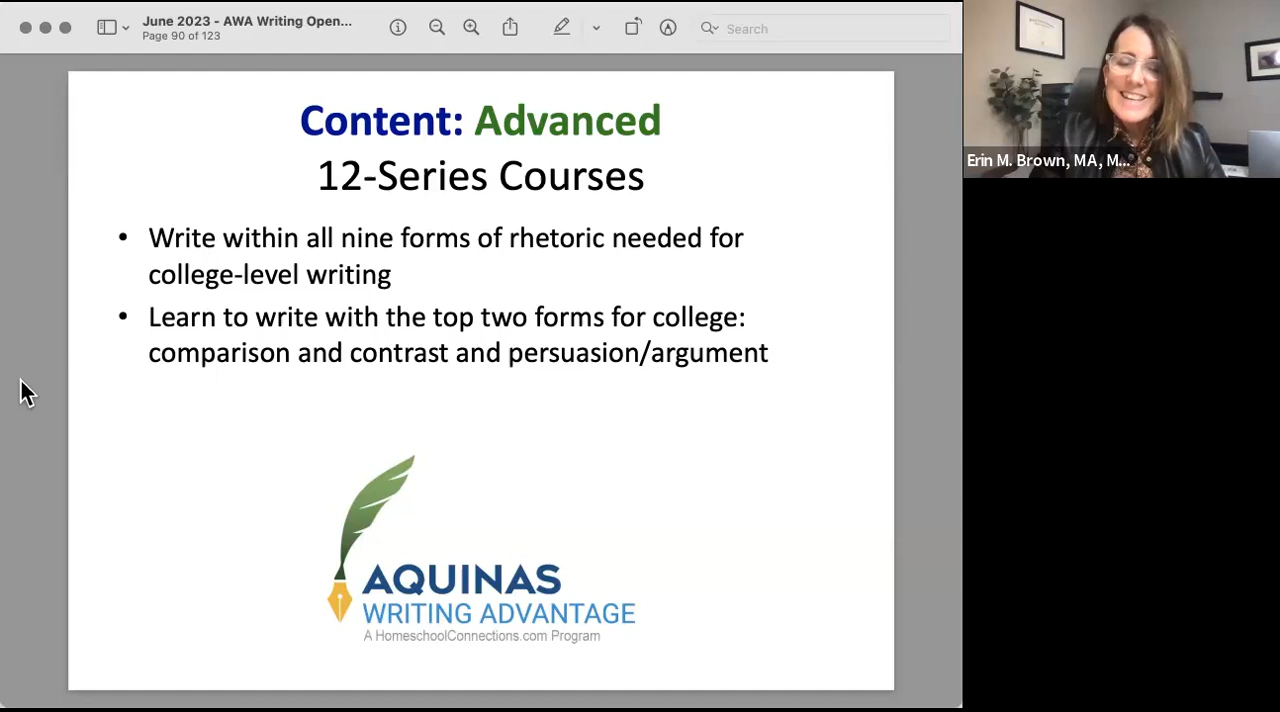 June 2023 - AWA Writing Open...
Page 90 of 123
Search
Content: Advanced
12-Series Courses
• Write within all nine forms of rhetoric needed for
college-level writing
• Learn to write with the top two forms for college:
comparison and contrast and persuasion/argument
AQUINAS
WRITING ADVANTAGE
A HomeschoolConnections.com Program
Erin M. Brown, MA, M...